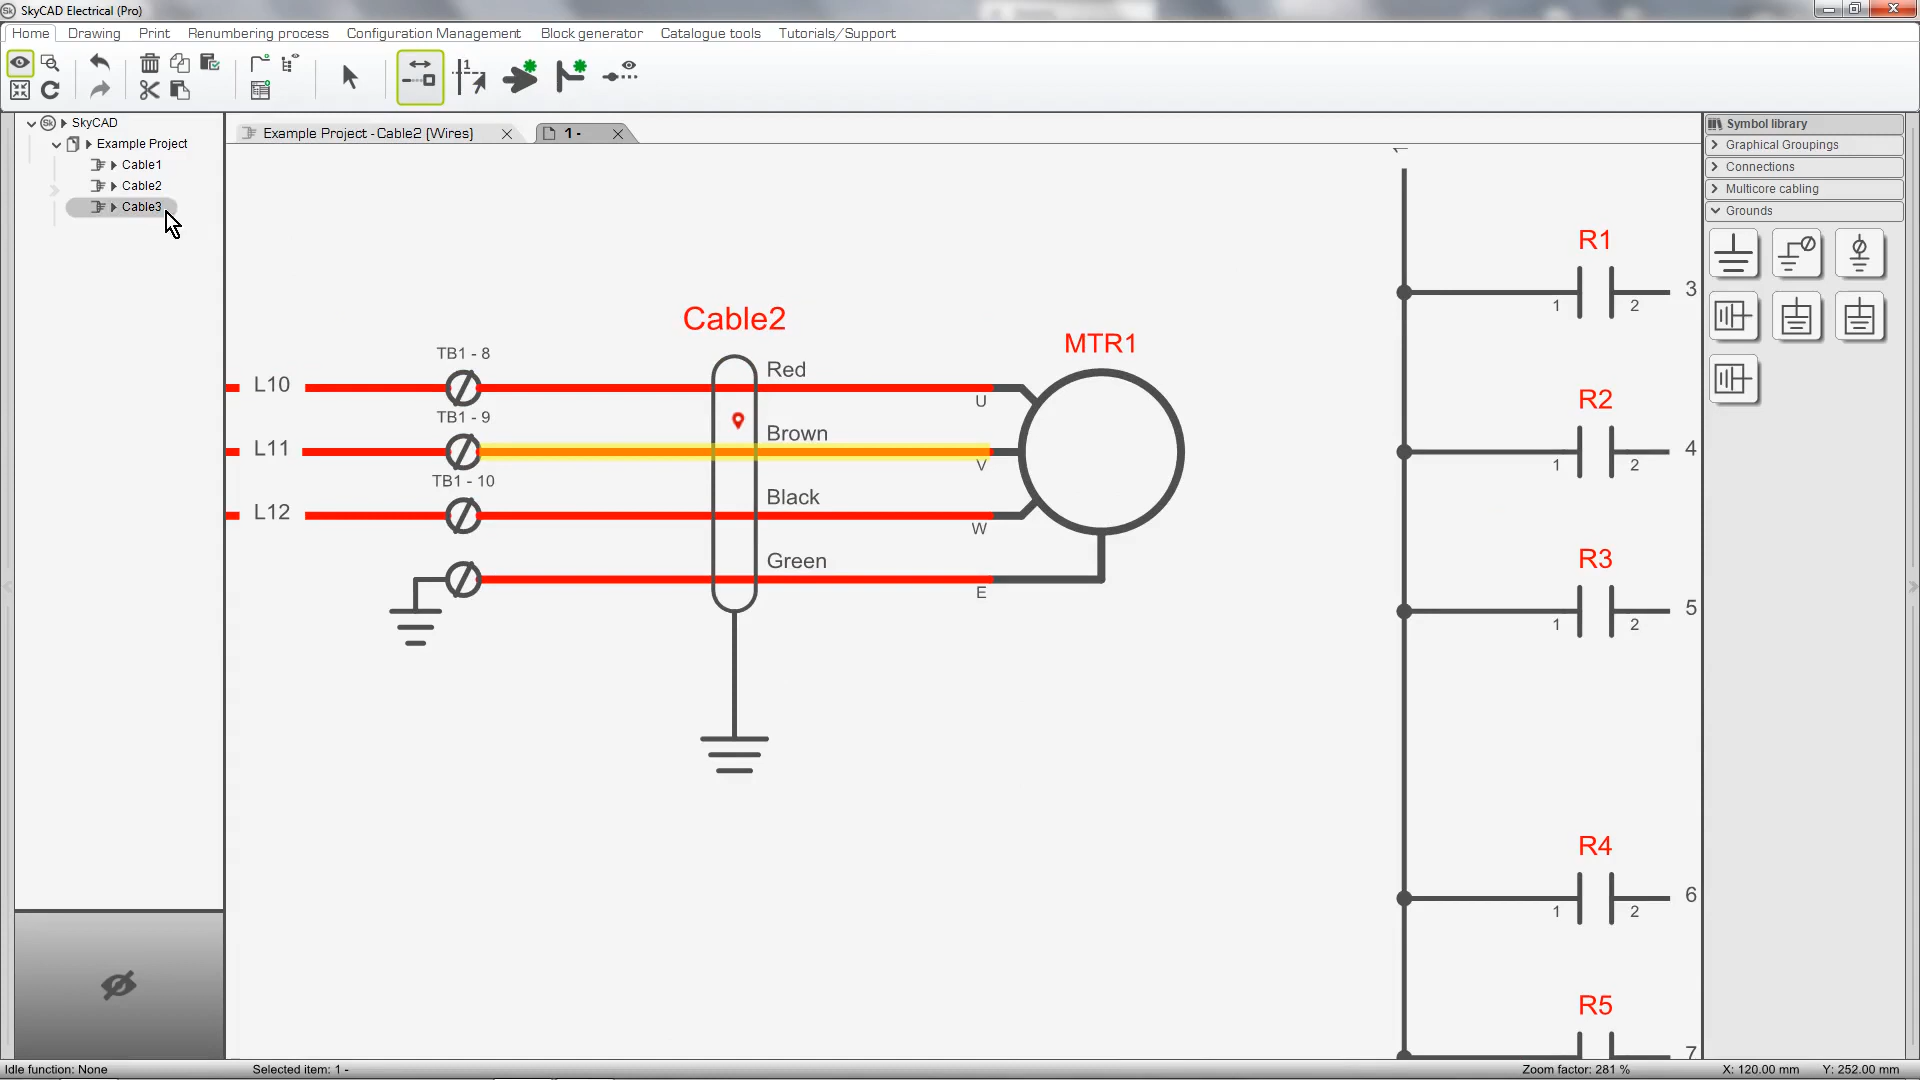 SkyCAD Electrical (Pro)
Home Drawing Print Renumbering process Configuration Management Block generator Catalogue tools Tutorials/Support
SkyCAD
Example Project
Cable1
Cable2
Cable3
Example Project - Cable2 [Wires]
1 -
Symbol library
Graphical Groupings
Connections
Multicore cabling
Grounds
Cable2
MTR1
TB1 - 8
Red
L10
U
TB1 - 9
Brown
L11
V
TB1 - 10
Black
L12
W
Green
E
R1
1 2 3
R2
1 2 4
R3
1 2 5
R4
1 2 6
R5
7
Idle function: None
Selected item: 1 -
Zoom factor: 281 %
X: 120.00 mm
Y: 252.00 mm